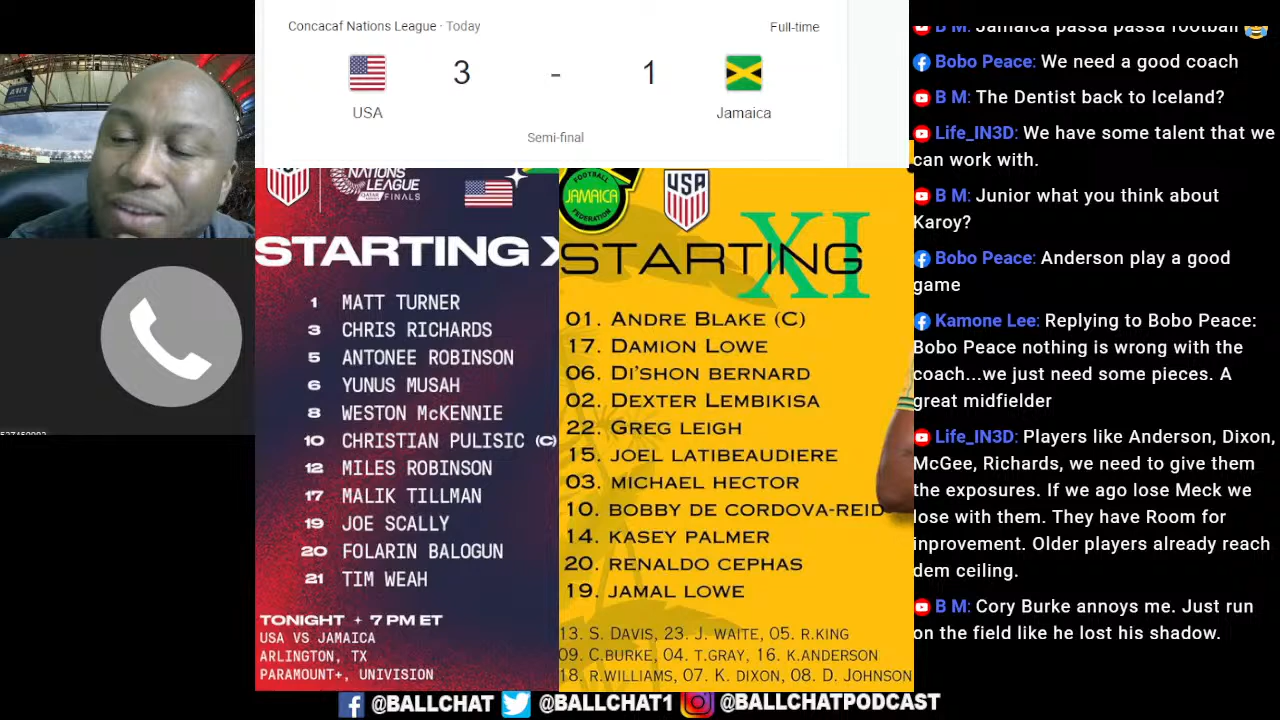 Concacaf Nations League · Today
Full-time
3 - 1
USA
Jamaica
Semi-final
NATIONS
LEAGUE
FINALS
STARTING X
1 MATT TURNER
3 CHRIS RICHARDS
5 ANTONEE ROBINSON
6 YUNUS MUSAH
8 WESTON McKENNIE
10 CHRISTIAN PULISIC (C)
12 MILES ROBINSON
17 MALIK TILLMAN
19 JOE SCALLY
20 FOLARIN BALOGUN
21 TIM WEAH
TONIGHT + 7 PM ET
USA VS JAMAICA
ARLINGTON, TX
PARAMOUNT+, UNIVISION
FOOTBALL
JAMAICA
FEDERATION
USA
STARTING XI
01. ANDRE BLAKE (C)
17. DAMION LOWE
06. DI'SHON BERNARD
02. DEXTER LEMBIKISA
22. GREG LEIGH
15. JOEL LATIBEAUDIERE
03. MICHAEL HECTOR
10. BOBBY DE CORDOVA-REID
14. KASEY PALMER
20. RENALDO CEPHAS
19. JAMAL LOWE
13. S. DAVIS, 23. J. WAITE, 05. R.KING
09. C.BURKE, 04. T.GRAY, 16. K.ANDERSON
18. R.WILLIAMS, 07. K. DIXON, 08. D. JOHNSON
B M: Jamaica passa passa football 😂
Bobo Peace: We need a good coach
B M: The Dentist back to Iceland?
Life_IN3D: We have some talent that we
can work with.
B M: Junior what you think about
Karoy?
Bobo Peace: Anderson play a good
game
Kamone Lee: Replying to Bobo Peace:
Bobo Peace nothing is wrong with the
coach...we just need some pieces. A
great midfielder
Life_IN3D: Players like Anderson, Dixon,
McGee, Richards, we need to give them
the exposures. If we ago lose Meck we
lose with them. They have Room for
inprovement. Older players already reach
dem ceiling.
B M: Cory Burke annoys me. Just run
on the field like he lost his shadow.
@BALLCHAT @BALLCHAT1 @BALLCHATPODCAST